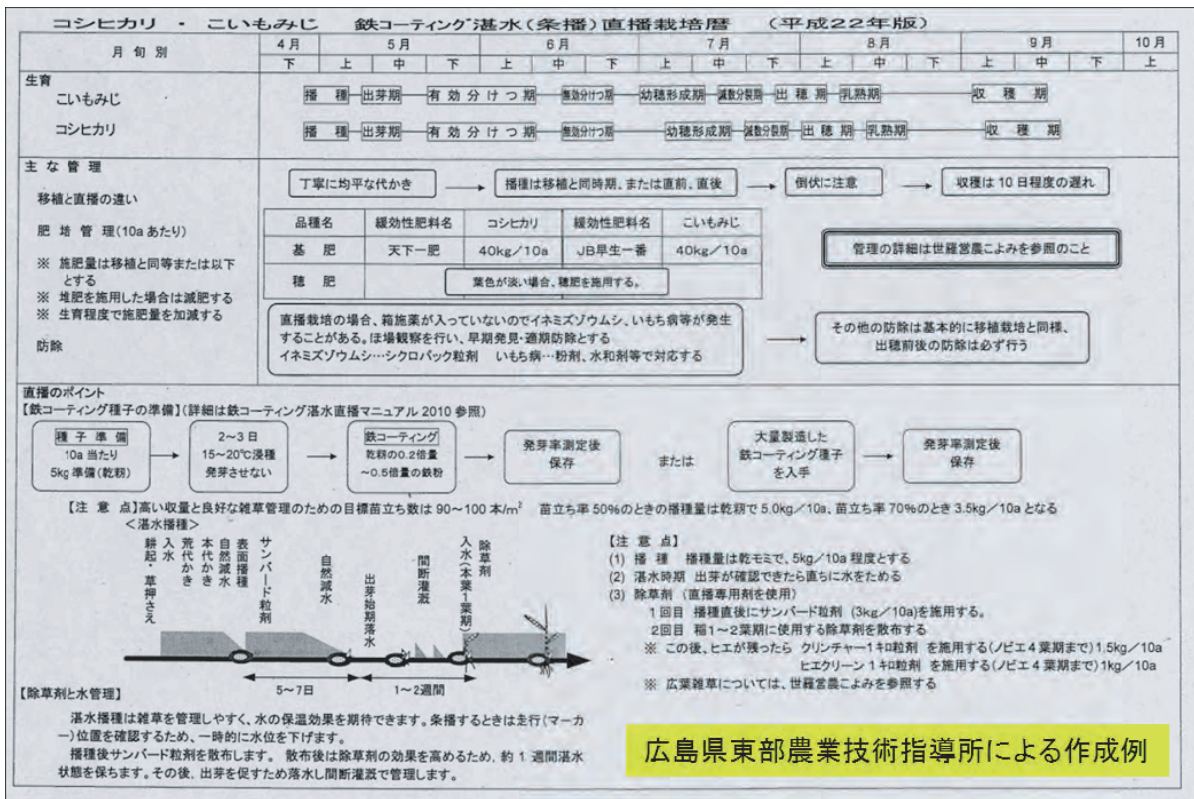 コシヒカリ ・ こいもみじ 鉄コーティング湛水(条播)直播栽培暦 (平成22年版)
月 旬 別 4月 5月 6月 7月 8月 9月 10月
下 上 中 下 上 中 下 上 中 下 上 中 下 上 中 下 上
生育
こいもみじ 播種 出芽期 有効分けつ期 無効分けつ期 幼穂形成期 減数分裂期 出穂期 乳熟期 収穫期
コシヒカリ 播種 出芽期 有効分けつ期 無効分けつ期 幼穂形成期 減数分裂期 出穂期 乳熟期 収穫期
主な管理
移植と直播の違い
丁寧に均平な代かき
播種は移植と同時期、または直前、直後
倒伏に注意
収穫は10日程度の遅れ
肥培管理(10aあたり)
※ 施肥量は移植と同等または以下
とする
※ 堆肥を施用した場合は減肥する
※ 生育程度で施肥量を加減する
品種名 緩効性肥料名 コシヒカリ 緩効性肥料名 こいもみじ
基 肥 天下一肥 40kg/10a JB早生一番 40kg/10a
穂 肥 葉色が淡い場合、穂肥を施用する。
管理の詳細は世羅営農こよみを参照のこと
防除
直播栽培の場合、箱施薬が入っていないのでイネミズゾウムシ、いもち病等が発生
することがある。ほ場観察を行い、早期発見・適期防除とする
イネミズゾウムシ…シクロパック粒剤 いもち病…粉剤、水和剤等で対応する
その他の防除は基本的に移植栽培と同様、
出穂前後の防除は必ず行う
直播のポイント
【鉄コーティング種子の準備】(詳細は鉄コーティング湛水直播マニュアル2010参照)
種子準備
10a当たり
5kg準備(乾籾)
2~3日
15~20℃浸種
発芽させない
鉄コーティング
乾籾の0.2倍量
~0.5倍量の鉄粉
発芽率測定後
保存
または
大量製造した
鉄コーティング種子
を入手
発芽率測定後
保存
【注 意 点】高い収量と良好な雑草管理のための目標苗立ち数は90~100本/m² 苗立ち率50%のときの播種量は乾籾で5.0kg/10a、苗立ち率70%のとき3.5kg/10aとなる
<湛水播種>
耕起・草押さえ
入水
荒代かき
本代かき
自然減水
表面播種
サンバード粒剤
自然減水
出芽始期落水
間断灌漑
入水(本葉1葉期)
除草剤
5~7日
1~2週間
【注 意 点】
(1) 播 種 播種量は乾モミで、5kg/10a程度とする
(2) 湛水時期 出芽が確認できたら直ちに水をためる
(3) 除草剤 (直播専用剤を使用)
1回目 播種直後にサンバード粒剤 (3kg/10a)を施用する。
2回目 稲1~2葉期に使用する除草剤を散布する
※ この後、ヒエが残ったら クリンチャー1キロ粒剤 を施用する(ノビエ4葉期まで)1.5kg/10a
ヒエクリーン1キロ粒剤 を施用する(ノビエ4葉期まで)1kg/10a
※ 広葉雑草については、世羅営農こよみを参照する
【除草剤と水管理】
湛水播種は雑草を管理しやすく、水の保温効果を期待できます。条播するときは走行(マーカ
ー)位置を確認するため、一時的に水位を下げます。
播種後サンバード粒剤を散布します。 散布後は除草剤の効果を高めるため、約1週間湛水
状態を保ちます。その後、出芽を促すため落水し間断灌漑で管理します。
広島県東部農業技術指導所による作成例